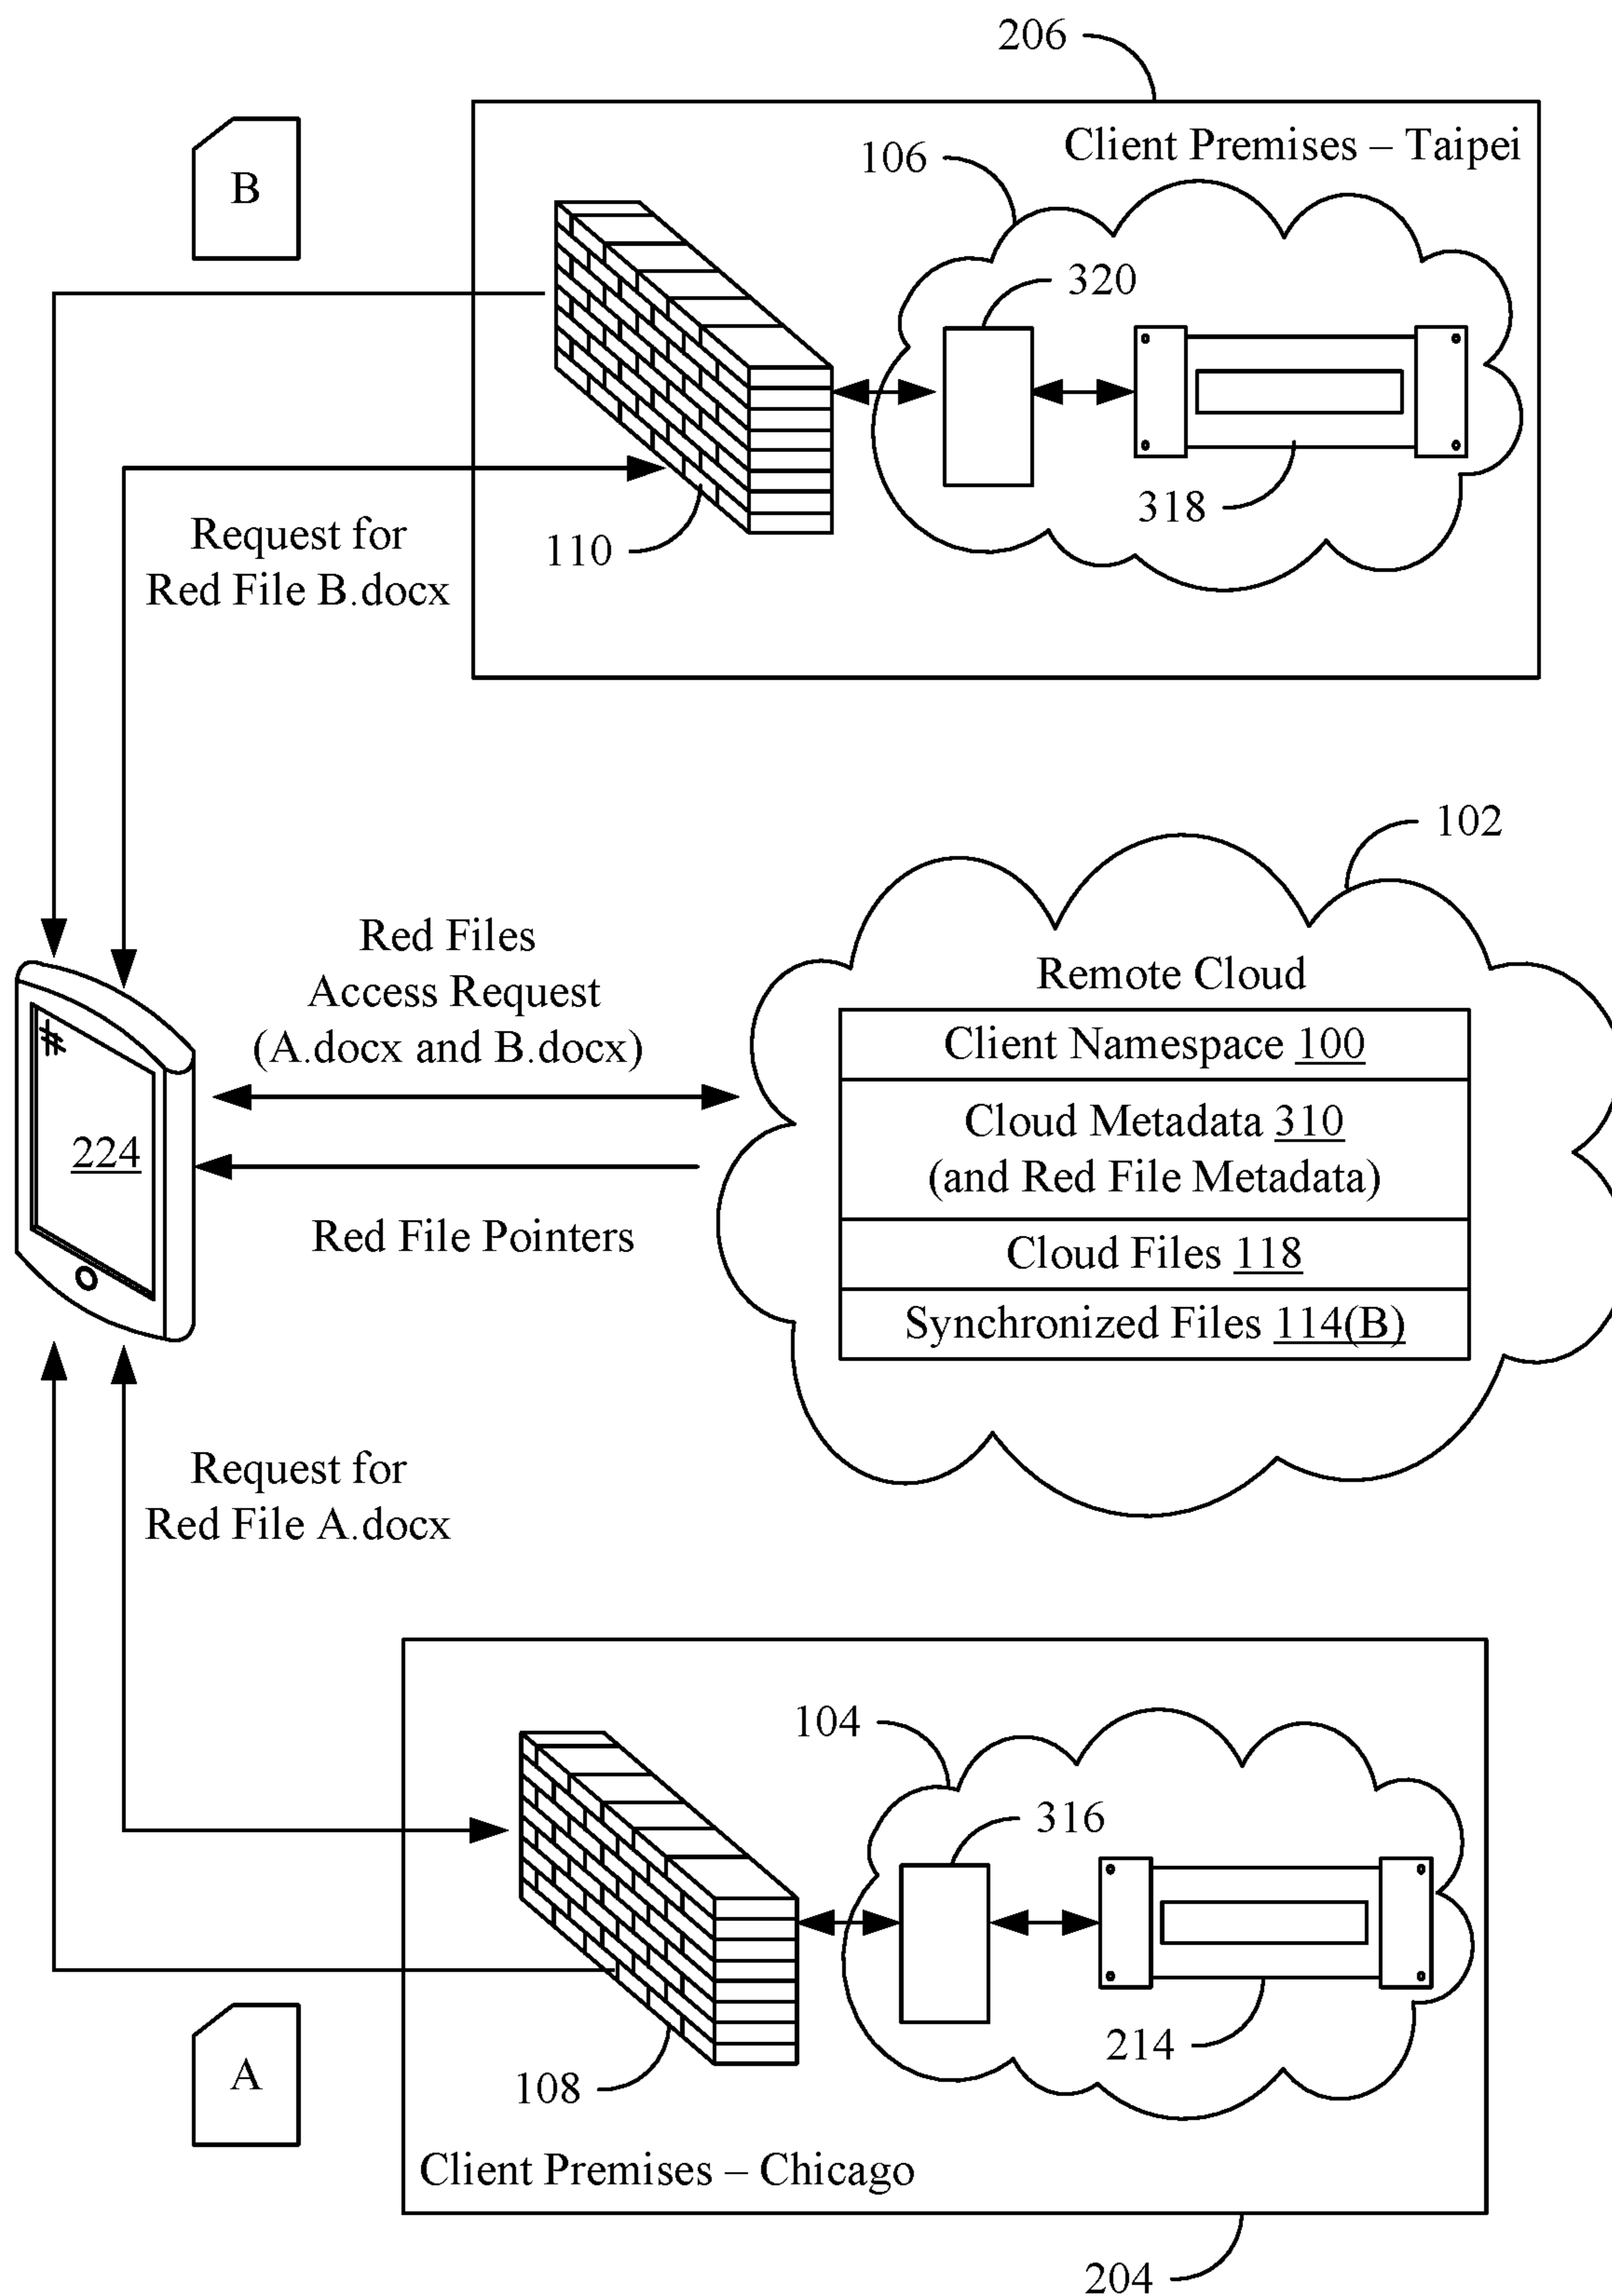 206
Client Premises – Taipei
106
B
320
318
110
Request for
Red File B.docx
102
Red Files
Access Request
(A.docx and B.docx)
Remote Cloud
Client Namespace 100
Cloud Metadata 310
(and Red File Metadata)
Cloud Files 118
Synchronized Files 114(B)
224
Red File Pointers
Request for
Red File A.docx
104
316
214
108
A
Client Premises – Chicago
204